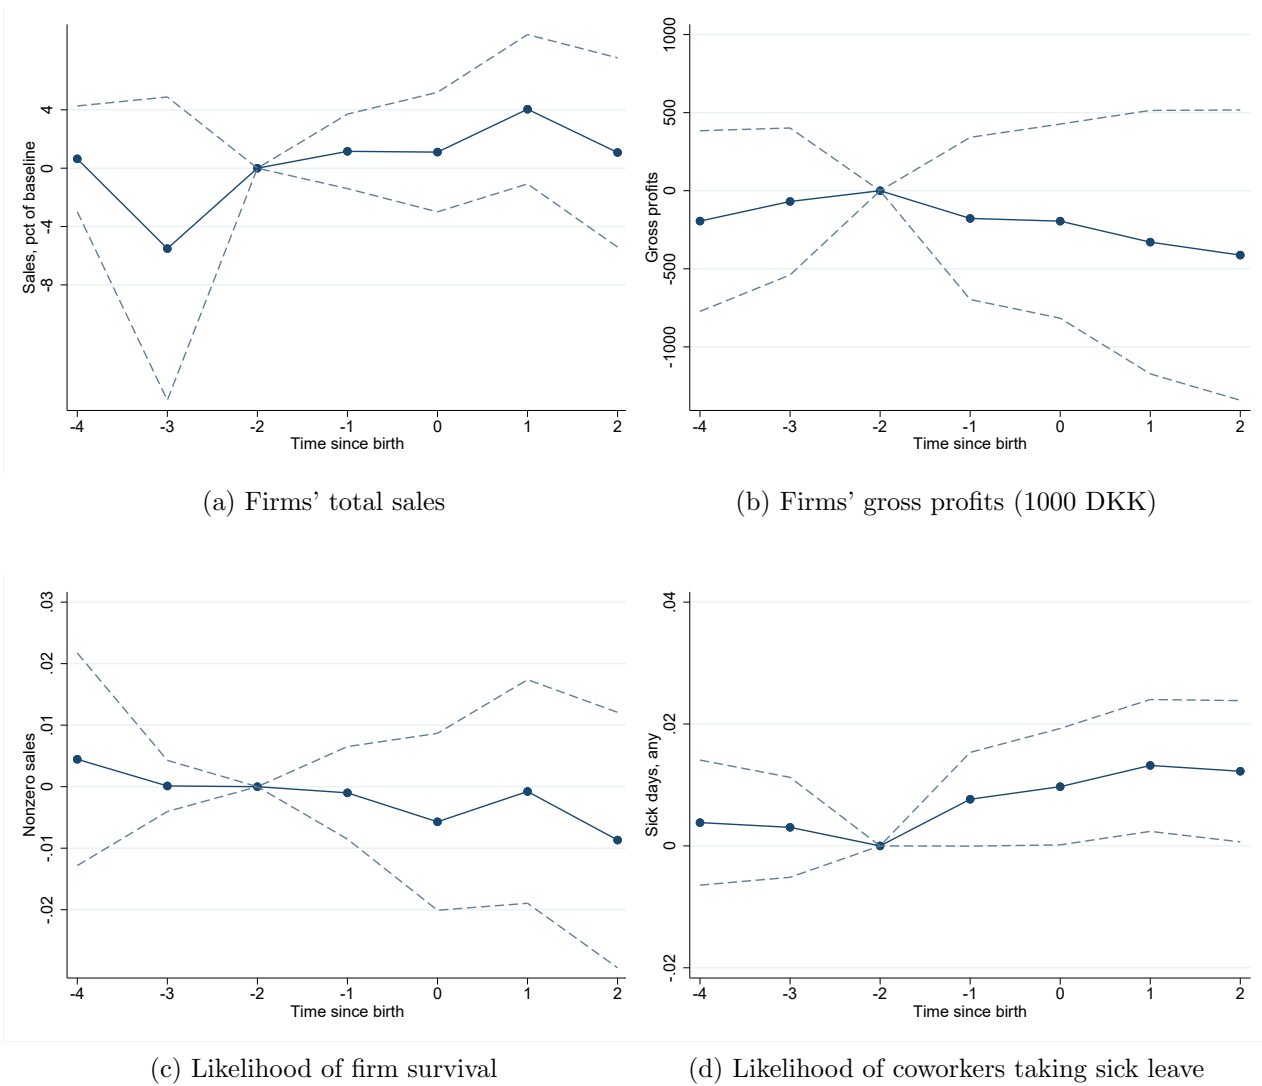 Sales, pct of baseline
4
0
-4
-8
-4 -3 -2 -1 0 1 2
Time since birth
(a) Firms' total sales
Gross profits
1000
500
0
-500
-1000
-4 -3 -2 -1 0 1 2
Time since birth
(b) Firms' gross profits (1000 DKK)
Nonzero sales
.03
.02
.01
0
-.01
-.02
-4 -3 -2 -1 0 1 2
Time since birth
(c) Likelihood of firm survival
Sick days, any
.04
.02
0
-.02
-4 -3 -2 -1 0 1 2
Time since birth
(d) Likelihood of coworkers taking sick leave